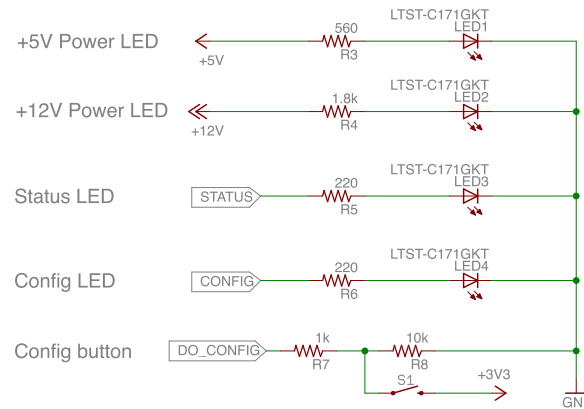 LTST-C171GKT
+5V Power LED
560
LED1
R3
+5V
LTST-C171GKT
+12V Power LED
1.8k
LED2
R4
+12V
LTST-C171GKT
Status LED
STATUS
220
LED3
R5
LTST-C171GKT
Config LED
CONFIG
220
LED4
R6
Config button
DO_CONFIG
1k
10k
R7
R8
S1
+3V3
GN